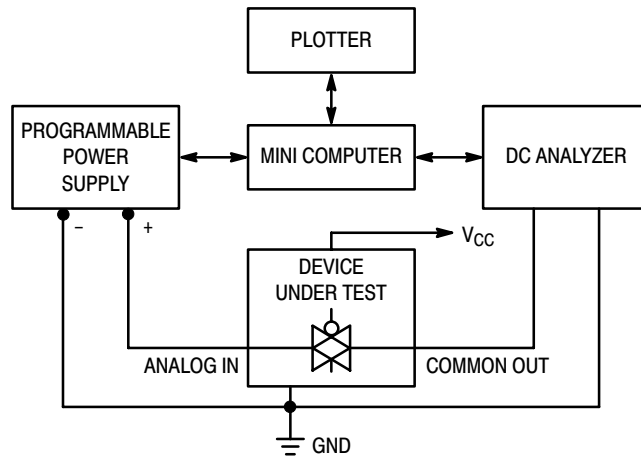 PLOTTER
PROGRAMMABLE
POWER
SUPPLY
MINI COMPUTER
DC ANALYZER
– +
VCC
DEVICE
UNDER TEST
ANALOG IN
COMMON OUT
GND